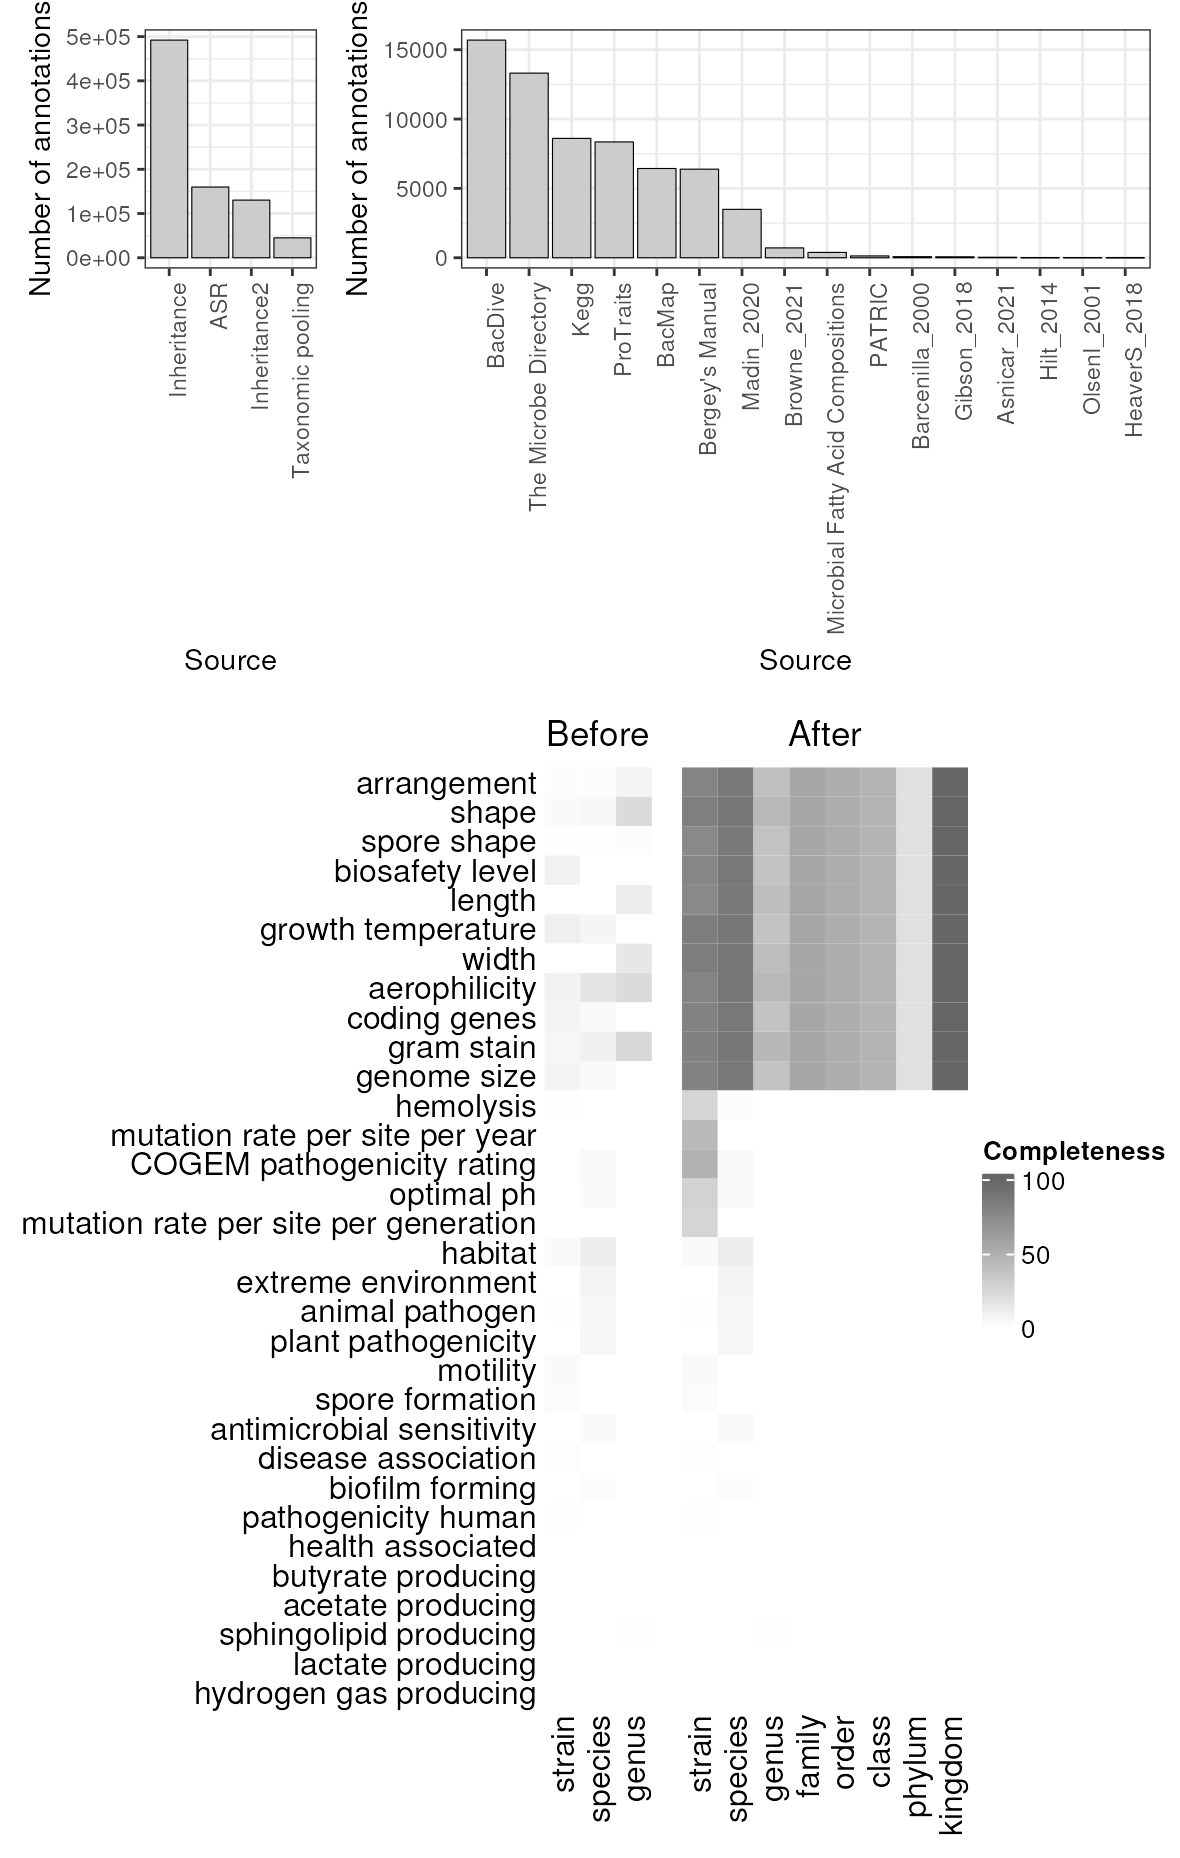 Number of annotations
5e+05
4e+05
3e+05
2e+05
1e+05
0e+00
Inheritance
ASR
Inheritance2
Taxonomic pooling
Source
Number of annotations
15000
10000
5000
0
BacDive
The Microbe Directory
Kegg
ProTraits
BacMap
Bergey's Manual
Madin_2020
Browne_2021
Microbial Fatty Acid Compositions
PATRIC
Barcenilla_2000
Gibson_2018
Asnicar_2021
Hilt_2014
OlsenI_2001
HeaverS_2018
Source
Before
After
arrangement
shape
spore shape
biosafety level
length
growth temperature
width
aerophilicity
coding genes
gram stain
genome size
hemolysis
mutation rate per site per year
COGEM pathogenicity rating
optimal ph
mutation rate per site per generation
habitat
extreme environment
animal pathogen
plant pathogenicity
motility
spore formation
antimicrobial sensitivity
disease association
biofilm forming
pathogenicity human
health associated
butyrate producing
acetate producing
sphingolipid producing
lactate producing
hydrogen gas producing
strain
species
genus
strain
species
genus
family
order
class
phylum
kingdom
Completeness
100
50
0